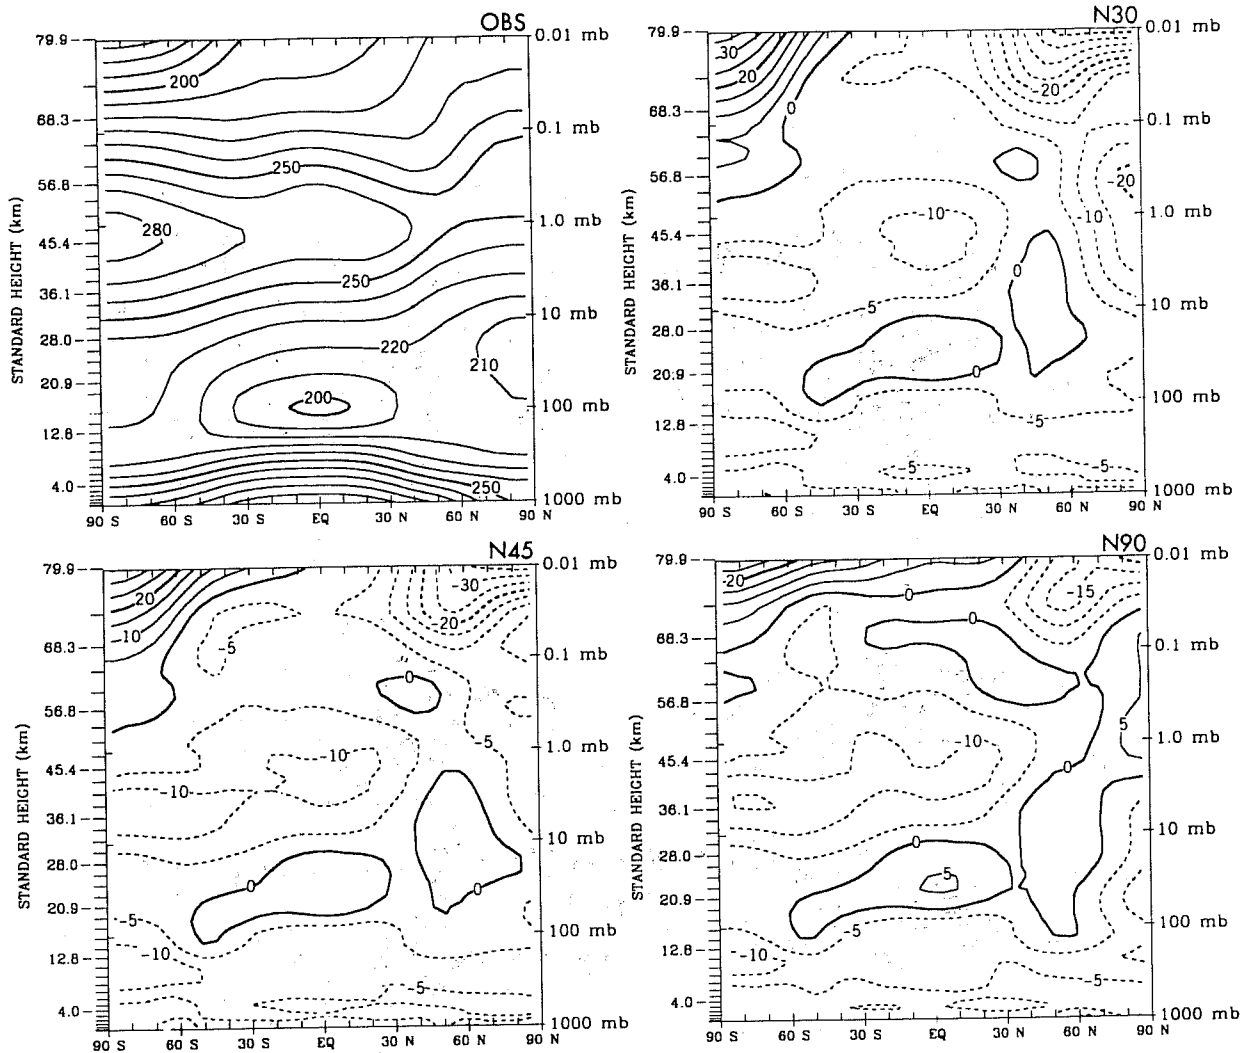 OBS
79.9
68.3
56.8
45.4
36.1
28.0
20.9
12.8
4.0
STANDARD HEIGHT (km)
200
250
280
250
220
210
200
250
0.01 mb
0.1 mb
1.0 mb
10 mb
100 mb
1000 mb
90 S 60 S 30 S EQ 30 N 60 N 90 N
N30
79.9
68.3
56.8
45.4
36.1
28.0
20.9
12.8
4.0
STANDARD HEIGHT (km)
30
20
0
-20
-20
-10
-10
0
-5
0
-5
-5
-5
0.01 mb
0.1 mb
1.0 mb
10 mb
100 mb
1000 mb
90 S 60 S 30 S EQ 30 N 60 N 90 N
N45
79.9
68.3
56.8
45.4
36.1
28.0
20.9
12.8
4.0
STANDARD HEIGHT (km)
20
-10
-5
-30
-20
0
-5
-10
-10
0
0
-5
-10
-5
0.01 mb
0.1 mb
1.0 mb
10 mb
100 mb
1000 mb
90 S 60 S 30 S EQ 30 N 60 N 90 N
N90
79.9
68.3
56.8
45.4
36.1
28.0
20.9
12.8
4.0
STANDARD HEIGHT (km)
-20
0
-15
0
5
-10
0
0
5
-5
-10
-5
0.01 mb
0.1 mb
1.0 mb
10 mb
100 mb
1000 mb
90 S 60 S 30 S EQ 30 N 60 N 90 N